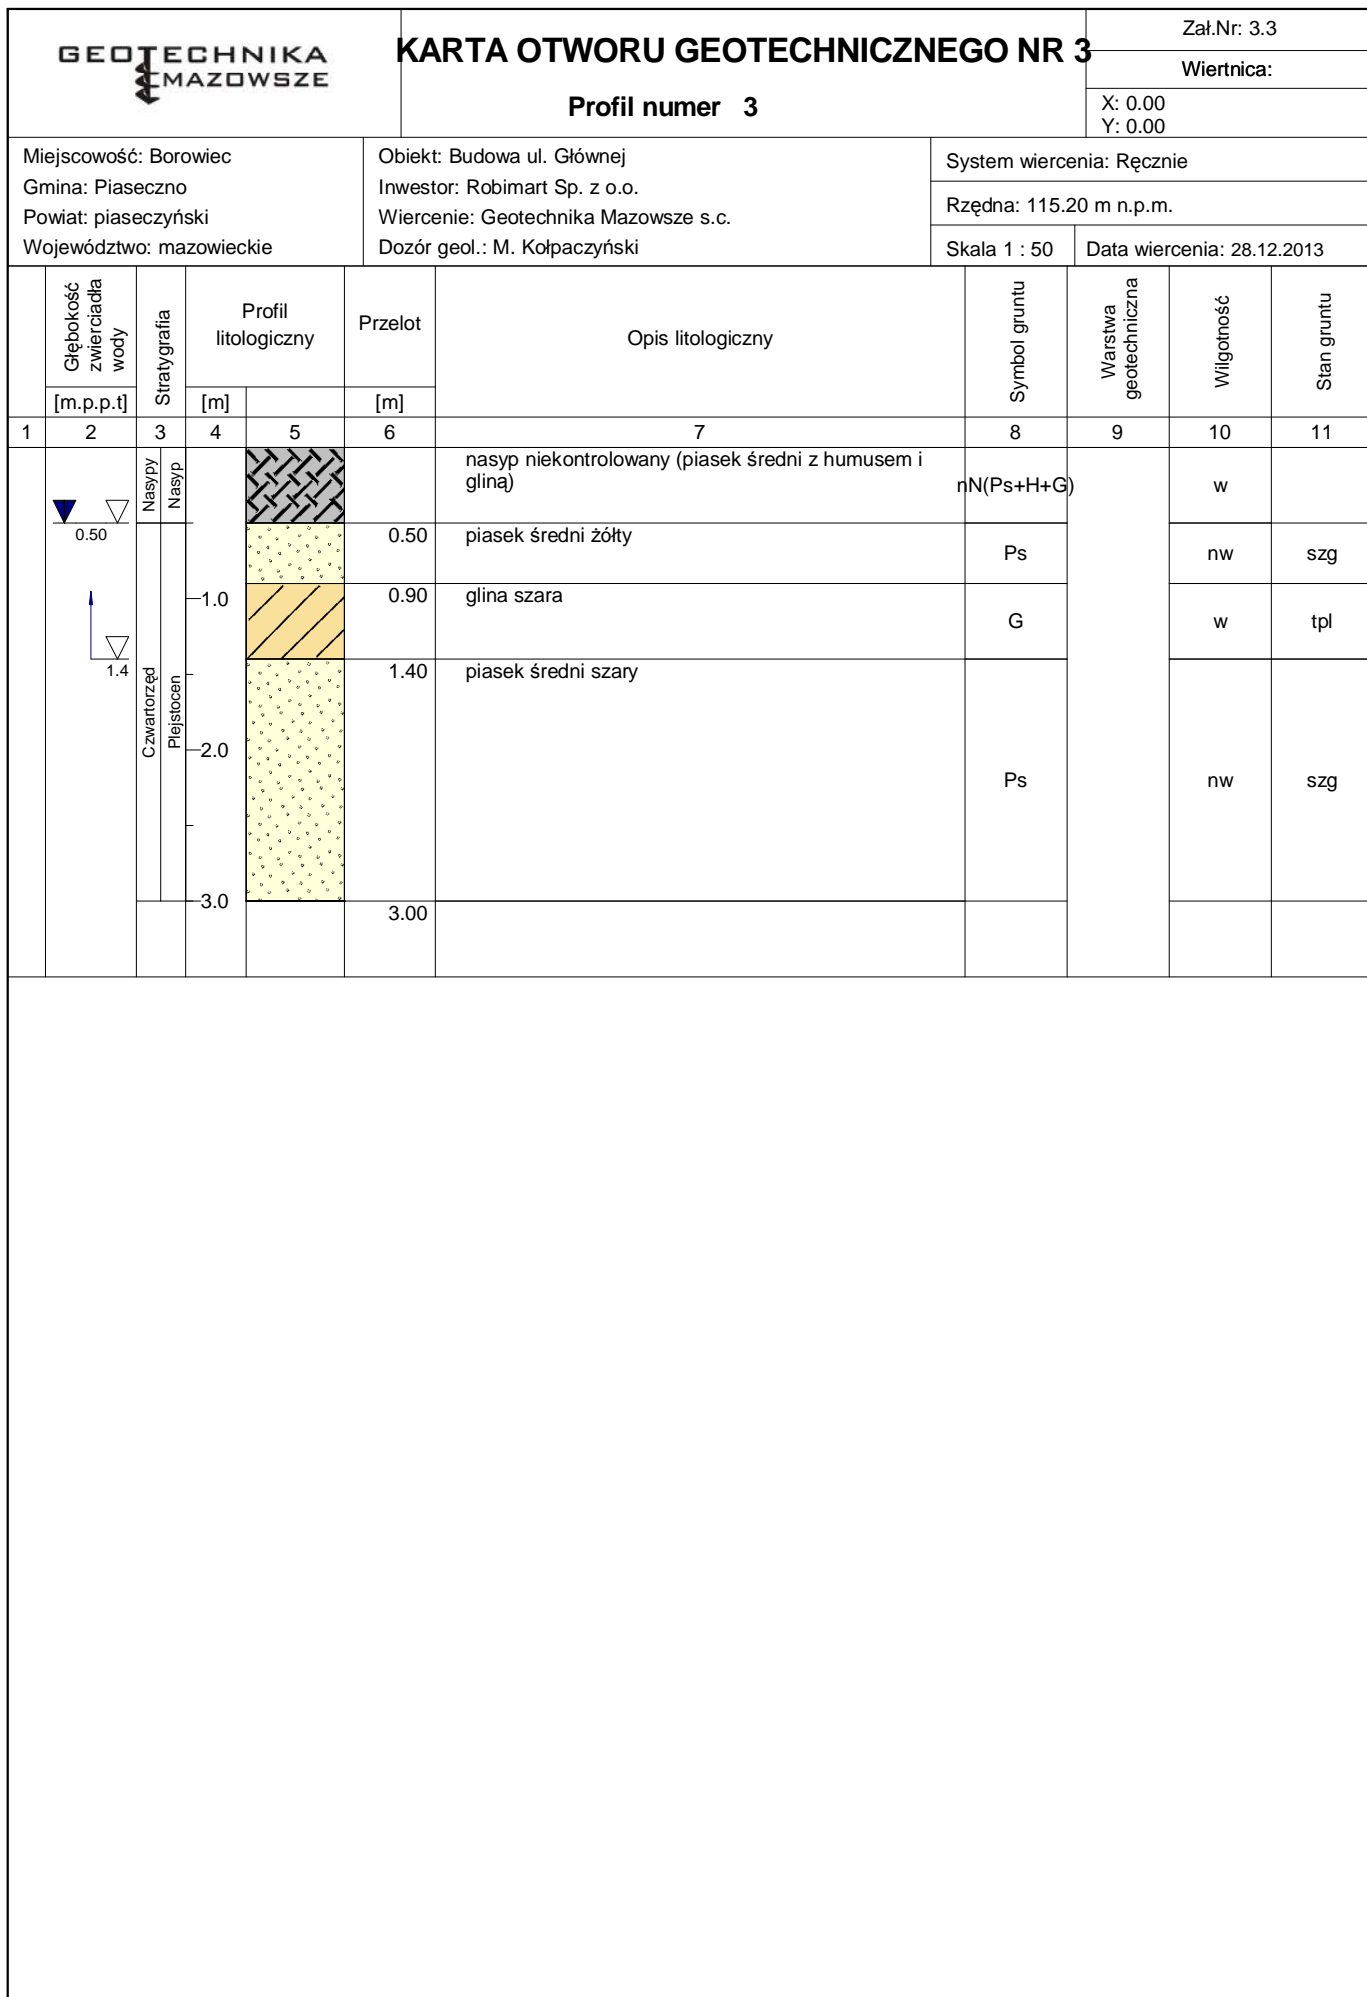 GEOTECHNIKA
MAZOWSZE
KARTA OTWORU GEOTECHNICZNEGO NR 3
Profil numer 3
Zał.Nr: 3.3
Wiertnica:
X: 0.00
Y: 0.00
Miejscowość: Borowiec
Gmina: Piaseczno
Powiat: piaseczyński
Województwo: mazowieckie
Obiekt: Budowa ul. Głównej
Inwestor: Robimart Sp. z o.o.
Wiercenie: Geotechnika Mazowsze s.c.
Dozór geol.: M. Kołpaczyński
System wiercenia: Ręcznie
Rzędna: 115.20 m n.p.m.
Skala 1 : 50
Data wiercenia: 28.12.2013
Głębokość
zwierciadła
wody
[m.p.p.t]
Stratygrafia
Profil
litologiczny
[m]
Przelot
[m]
Opis litologiczny
Symbol gruntu
Warstwa
geotechniczna
Wilgotność
Stan gruntu
1 2 3 4 5 6 7 8 9 10 11
Nasypy
Nasyp
nasyp niekontrolowany (piasek średni z humusem i
gliną)
nN(Ps+H+G)
w
0.50
0.50
piasek średni żółty
Ps
nw
szg
1.0
0.90
glina szara
G
w
tpl
1.4
1.40
piasek średni szary
Czwartorzęd
Plejstocen
2.0
Ps
nw
szg
3.0
3.00